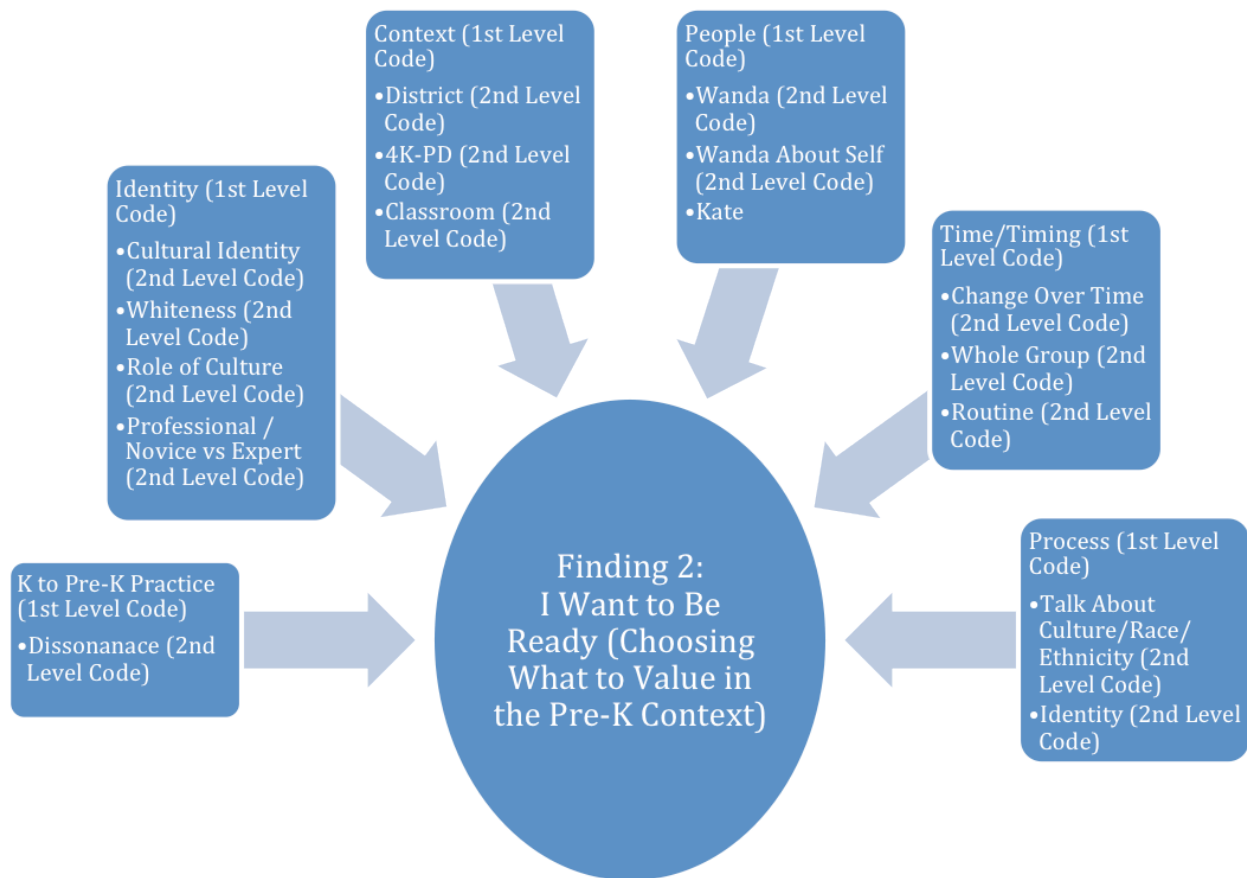 Context (1st Level
Code)
•District (2nd Level
Code)
•4K-PD (2nd Level
Code)
•Classroom (2nd
Level Code)
People (1st Level
Code)
•Wanda (2nd Level
Code)
•Wanda About Self
(2nd Level Code)
•Kate
Identity (1st Level
Code)
•Cultural Identity
(2nd Level Code)
•Whiteness (2nd
Level Code)
•Role of Culture
(2nd Level Code)
•Professional /
Novice vs Expert
(2nd Level Code)
Time/Timing (1st
Level Code)
•Change Over Time
(2nd Level Code)
•Whole Group (2nd
Level Code)
•Routine (2nd Level
Code)
K to Pre-K Practice
(1st Level Code)
•Dissonanace (2nd
Level Code)
Process (1st Level
Code)
•Talk About
Culture/Race/
Ethnicity (2nd
Level Code)
•Identity (2nd Level
Code)
Finding 2:
I Want to Be
Ready (Choosing
What to Value in
the Pre-K Context)